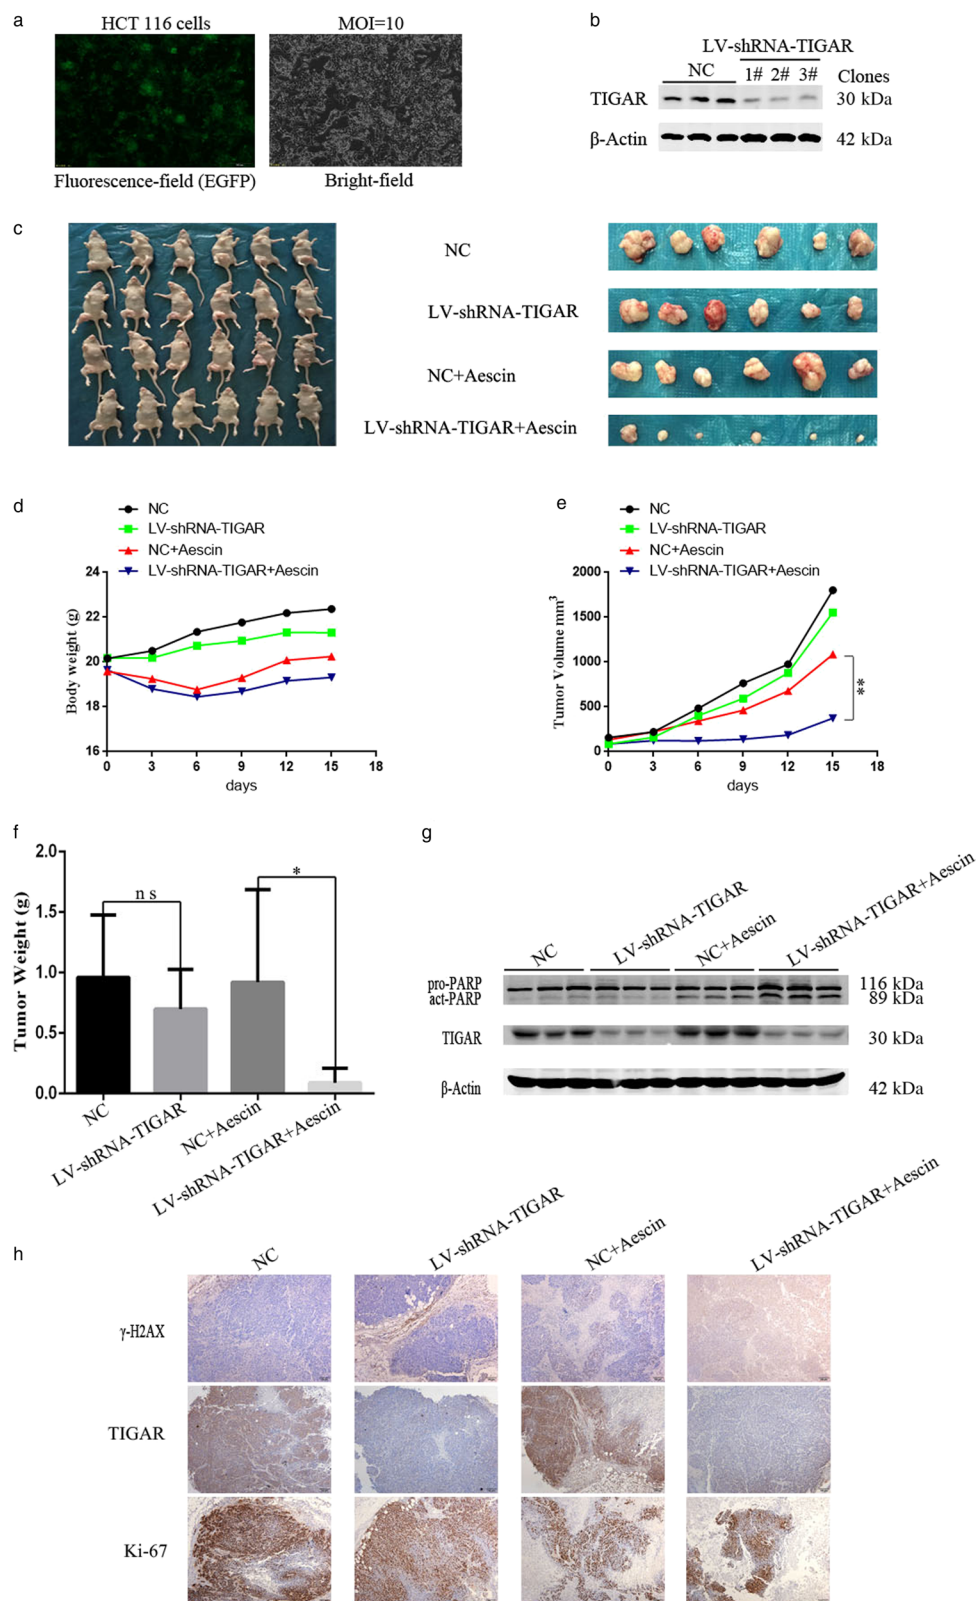 a
HCT 116 cells
MOI=10
Fluorescence-field (EGFP)
Bright-field
b
LV-shRNA-TIGAR
NC
1# 2# 3# Clones
TIGAR 30 kDa
β-Actin 42 kDa
c
NC
LV-shRNA-TIGAR
NC+Aescin
LV-shRNA-TIGAR+Aescin
d
NC
LV-shRNA-TIGAR
NC+Aescin
LV-shRNA-TIGAR+Aescin
24
22
20
18
16
Body weight (g)
0 3 6 9 12 15 18
days
e
NC
LV-shRNA-TIGAR
NC+Aescin
LV-shRNA-TIGAR+Aescin
2000
1500
1000
500
0
Tumor Volume mm³
**
0 3 6 9 12 15 18
days
f
2.0
1.5
1.0
0.5
0.0
Tumor Weight (g)
n s
*
NC
LV-shRNA-TIGAR
NC+Aescin
LV-shRNA-TIGAR+Aescin
g
NC
LV-shRNA-TIGAR
NC+Aescin
LV-shRNA-TIGAR+Aescin
pro-PARP 116 kDa
act-PARP 89 kDa
TIGAR 30 kDa
β-Actin 42 kDa
h
NC
LV-shRNA-TIGAR
NC+Aescin
LV-shRNA-TIGAR+Aescin
γ-H2AX
TIGAR
Ki-67